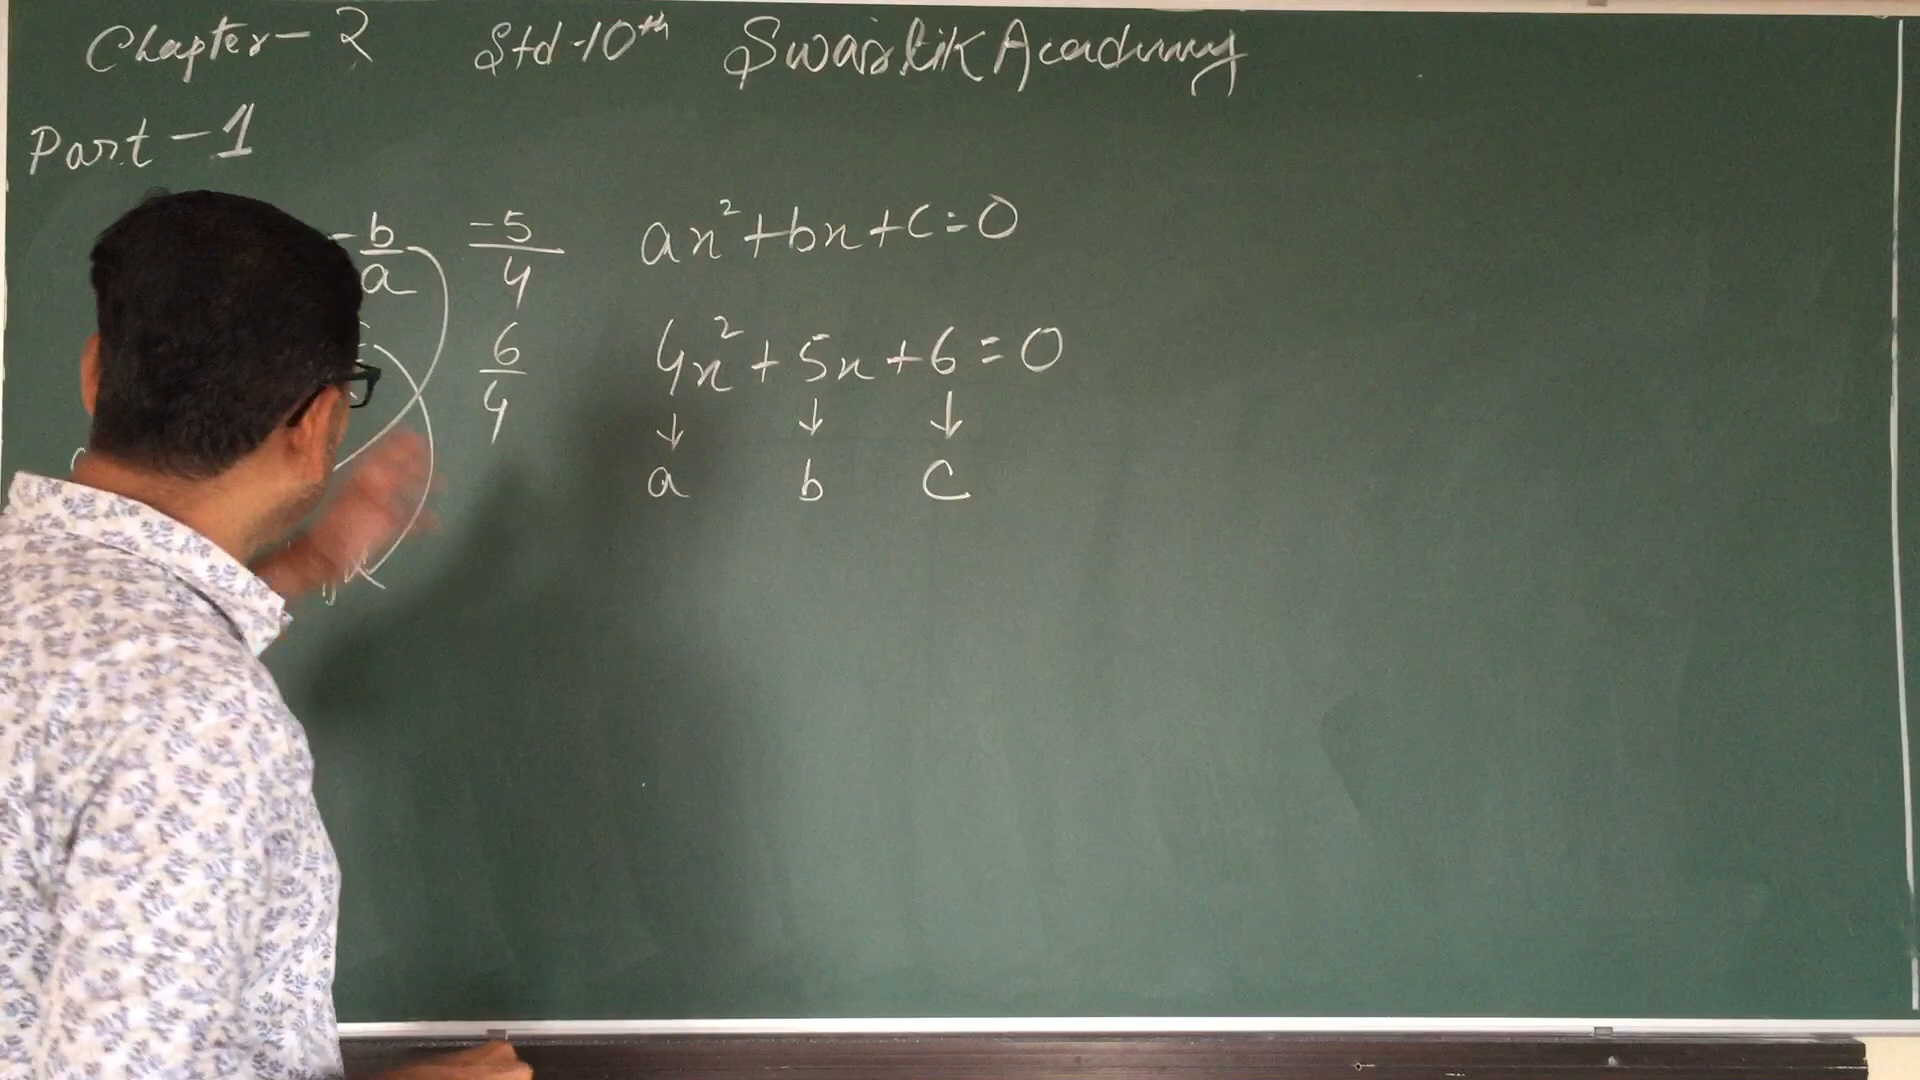 Chapter-2 Std-10th Swastik Academy
Part-1
-b/a -5/4 ax²+bx+c=0
6/4 4x²+5x+6=0
↓ ↓ ↓
a b c